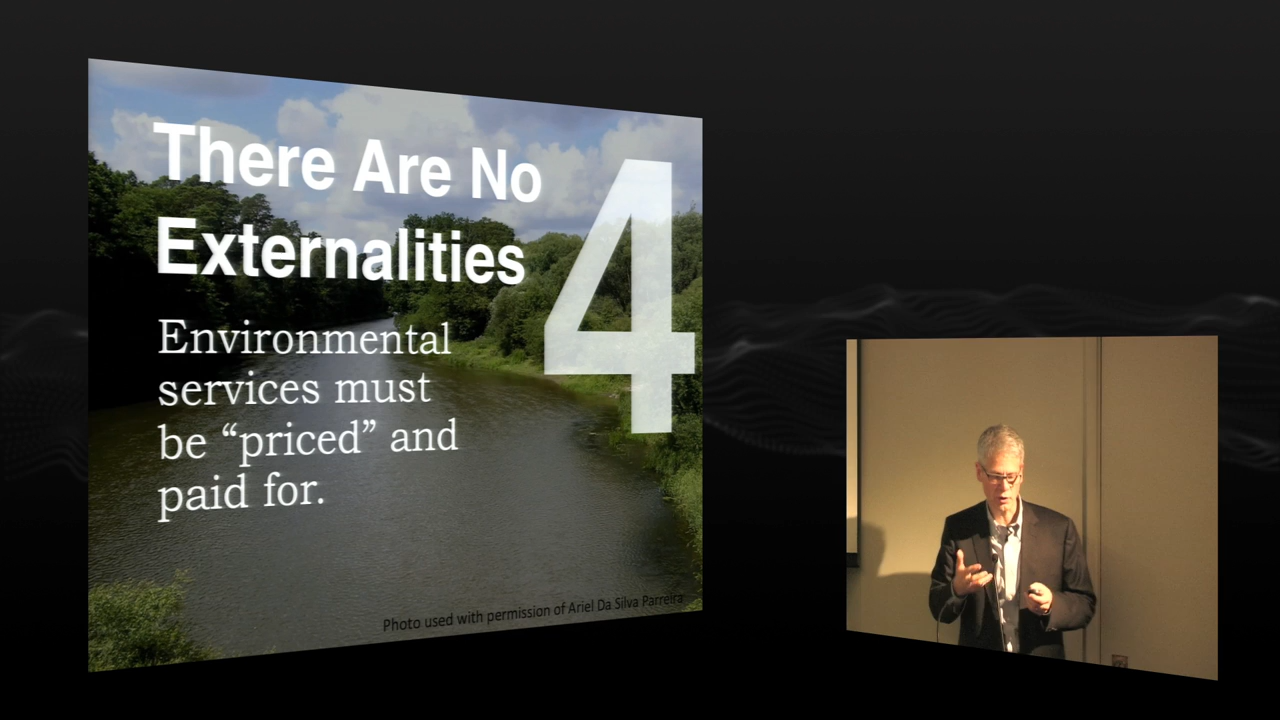 There Are No
Externalities
4
Environmental
services must
be “priced” and
paid for.
Photo used with permission of Ariel Da Silva Parreira